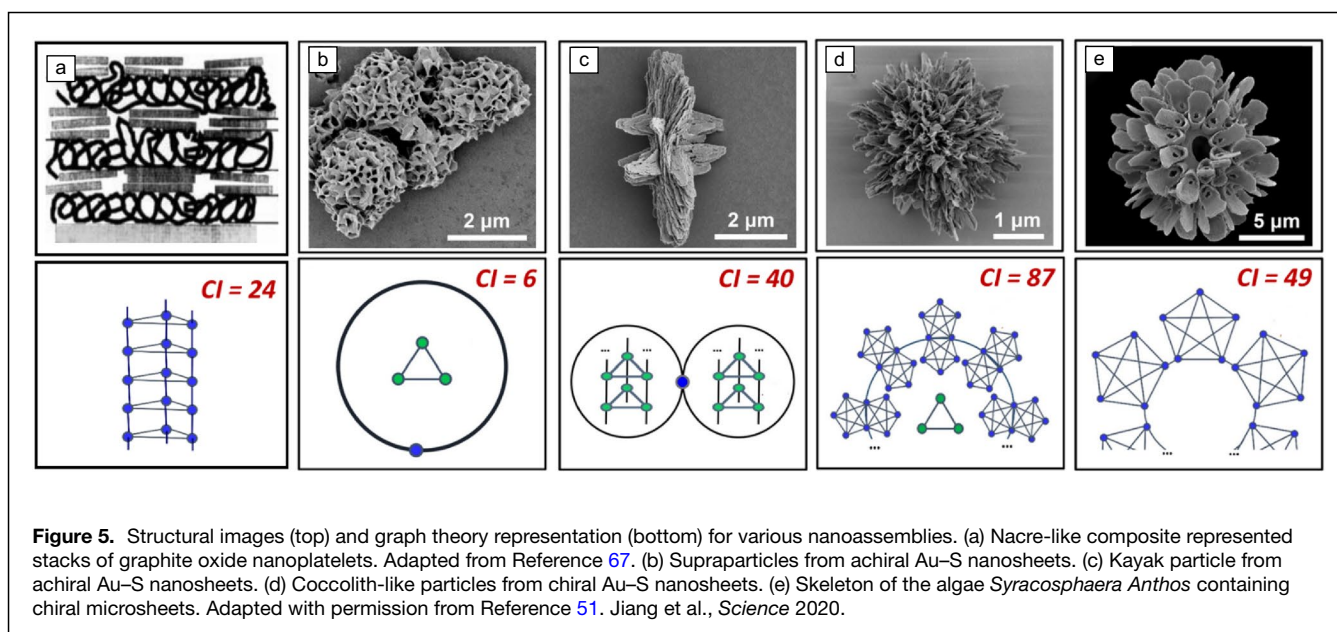 a
b
c
d
e
2 µm
2 µm
1 µm
5 µm
CI = 24
CI = 6
CI = 40
CI = 87
CI = 49
... ... ... ...
... ...
... ...
Figure 5. Structural images (top) and graph theory representation (bottom) for various nanoassemblies. (a) Nacre-like composite represented
stacks of graphite oxide nanoplatelets. Adapted from Reference 67. (b) Supraparticles from achiral Au–S nanosheets. (c) Kayak particle from
achiral Au–S nanosheets. (d) Coccolith-like particles from chiral Au–S nanosheets. (e) Skeleton of the algae Syracosphaera Anthos containing
chiral microsheets. Adapted with permission from Reference 51. Jiang et al., Science 2020.